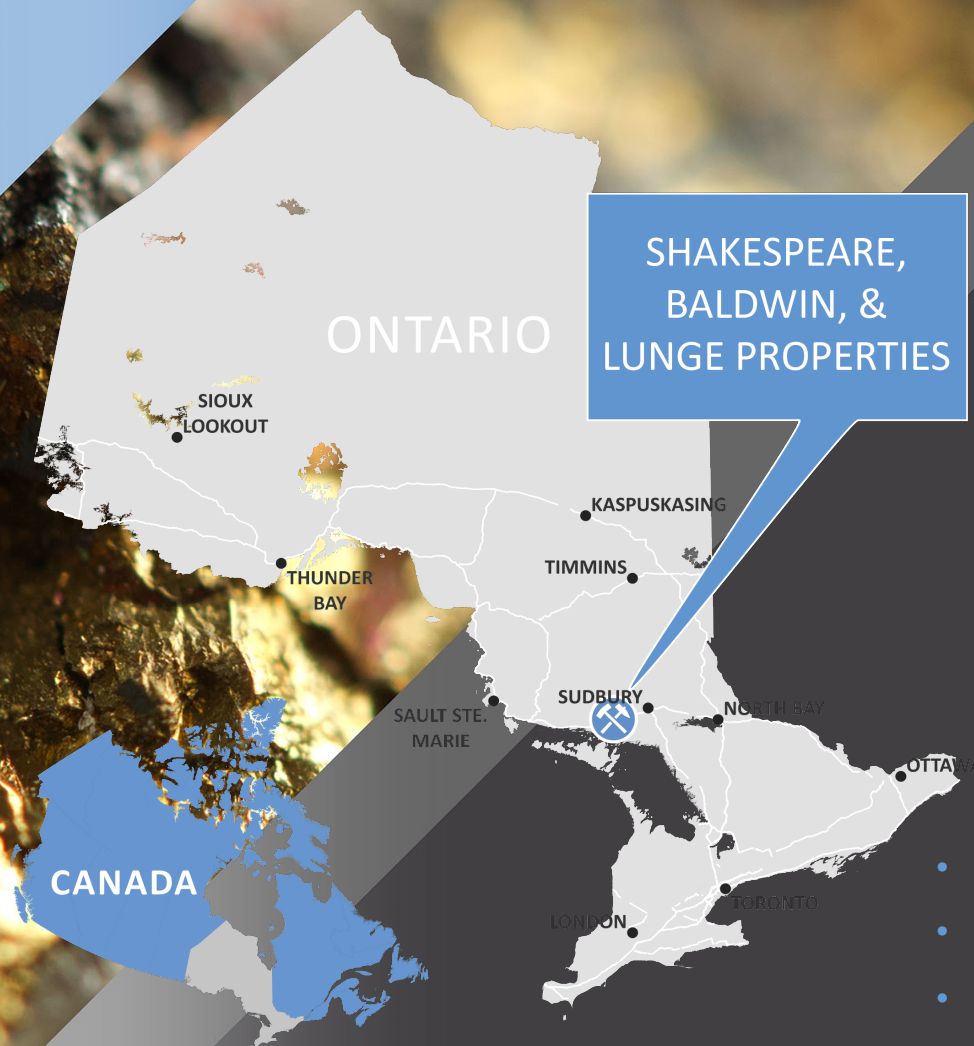 SHAKESPEARE,
BALDWIN, &
LUNGE PROPERTIES
ONTARIO
SIOUX
LOOKOUT
KASPUSKASING
TIMMINS
THUNDER
BAY
SUDBURY
NORTH BAY
SAULT STE.
MARIE
OTTAWA
CANADA
TORONTO
LONDON